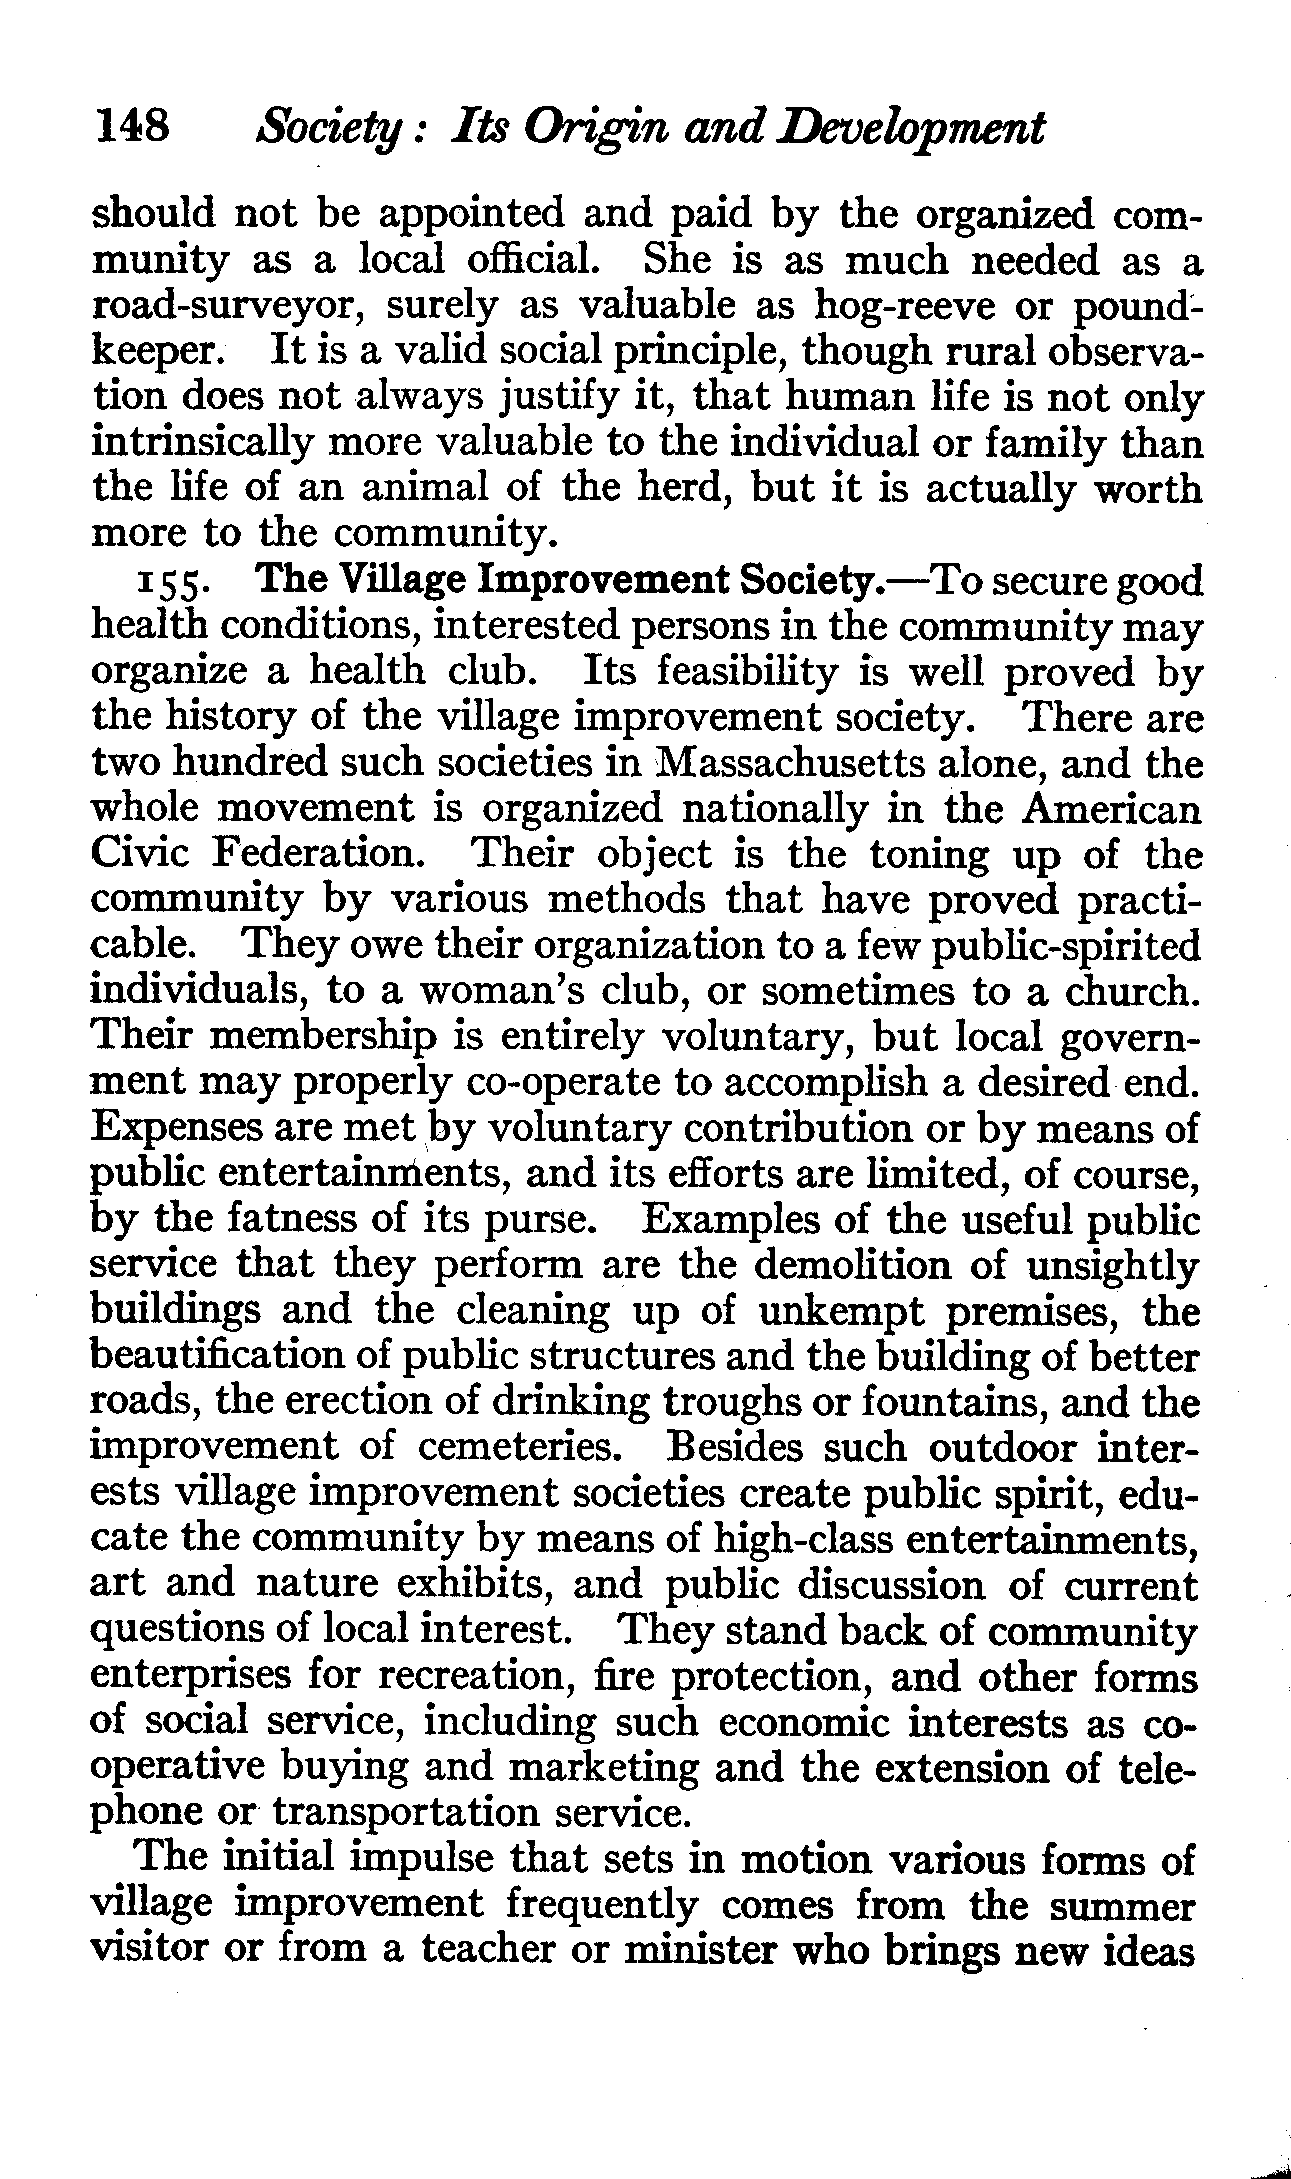 148 Society: Its Origin and Development
should not be appointed and paid by the organized com-
munity as a local official. She is as much needed as a
road-surveyor, surely as valuable as hog-reeve or pound-
keeper. It is a valid social principle, though rural observa-
tion does not always justify it, that human life is not only
intrinsically more valuable to the individual or family than
the life of an animal of the herd, but it is actually worth
more to the community.
155. The Village Improvement Society.—To secure good
health conditions, interested persons in the community may
organize a health club. Its feasibility is well proved by
the history of the village improvement society. There are
two hundred such societies in Massachusetts alone, and the
whole movement is organized nationally in the American
Civic Federation. Their object is the toning up of the
community by various methods that have proved practi-
cable. They owe their organization to a few public-spirited
individuals, to a woman's club, or sometimes to a church.
Their membership is entirely voluntary, but local govern-
ment may properly co-operate to accomplish a desired end.
Expenses are met by voluntary contribution or by means of
public entertainments, and its efforts are limited, of course,
by the fatness of its purse. Examples of the useful public
service that they perform are the demolition of unsightly
buildings and the cleaning up of unkempt premises, the
beautification of public structures and the building of better
roads, the erection of drinking troughs or fountains, and the
improvement of cemeteries. Besides such outdoor inter-
ests village improvement societies create public spirit, edu-
cate the community by means of high-class entertainments,
art and nature exhibits, and public discussion of current
questions of local interest. They stand back of community
enterprises for recreation, fire protection, and other forms
of social service, including such economic interests as co-
operative buying and marketing and the extension of tele-
phone or transportation service.
The initial impulse that sets in motion various forms of
village improvement frequently comes from the summer
visitor or from a teacher or minister who brings new ideas